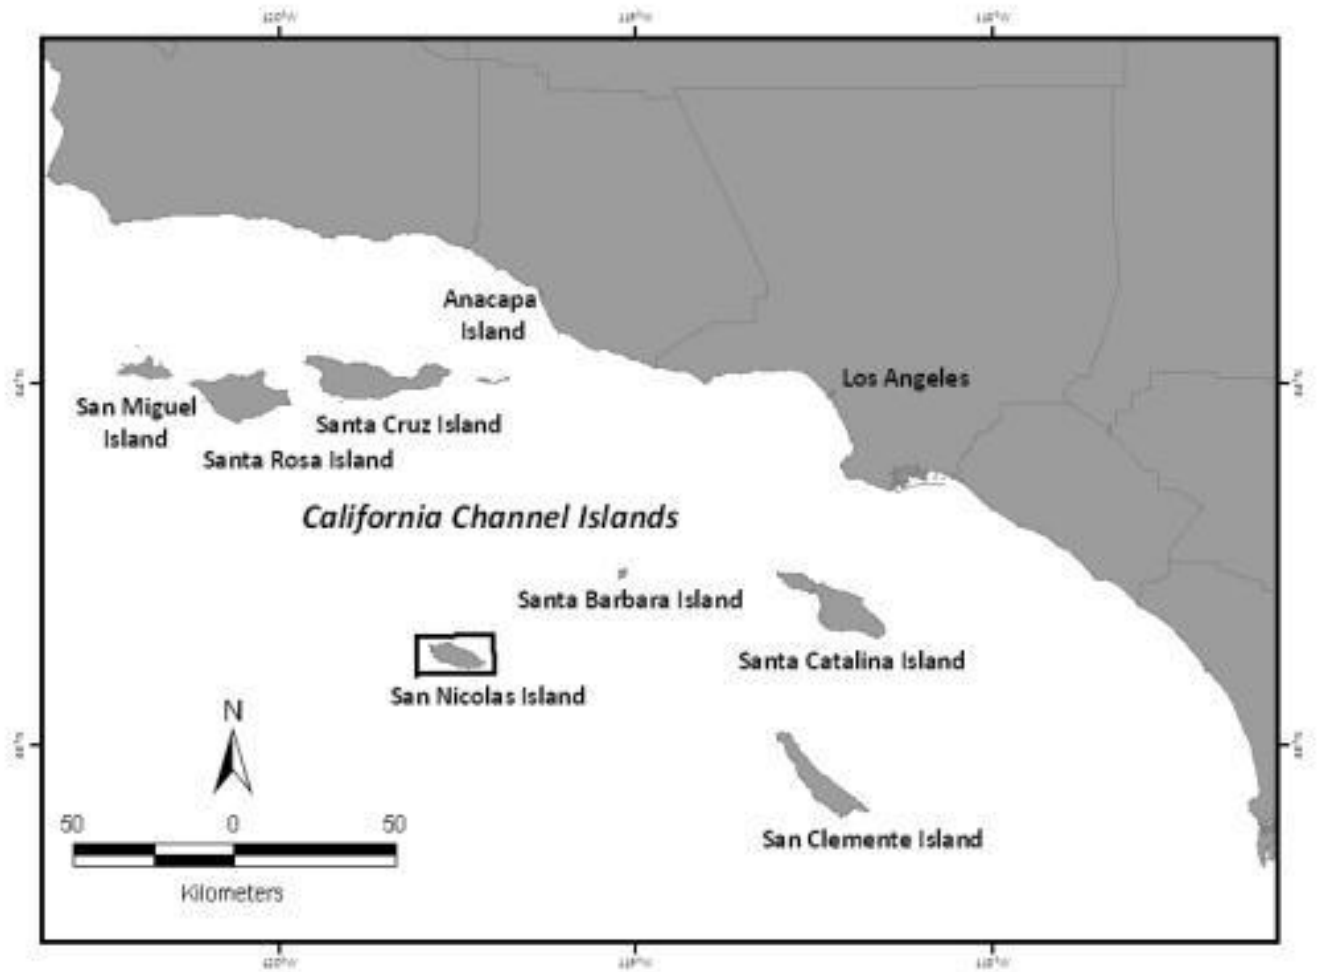 Anacapa
Island
Los Angeles
San Miguel
Island
Santa Cruz Island
Santa Rosa Island
California Channel Islands
Santa Barbara Island
Santa Catalina Island
San Nicolas Island
N
50 0 50
Kilometers
San Clemente Island